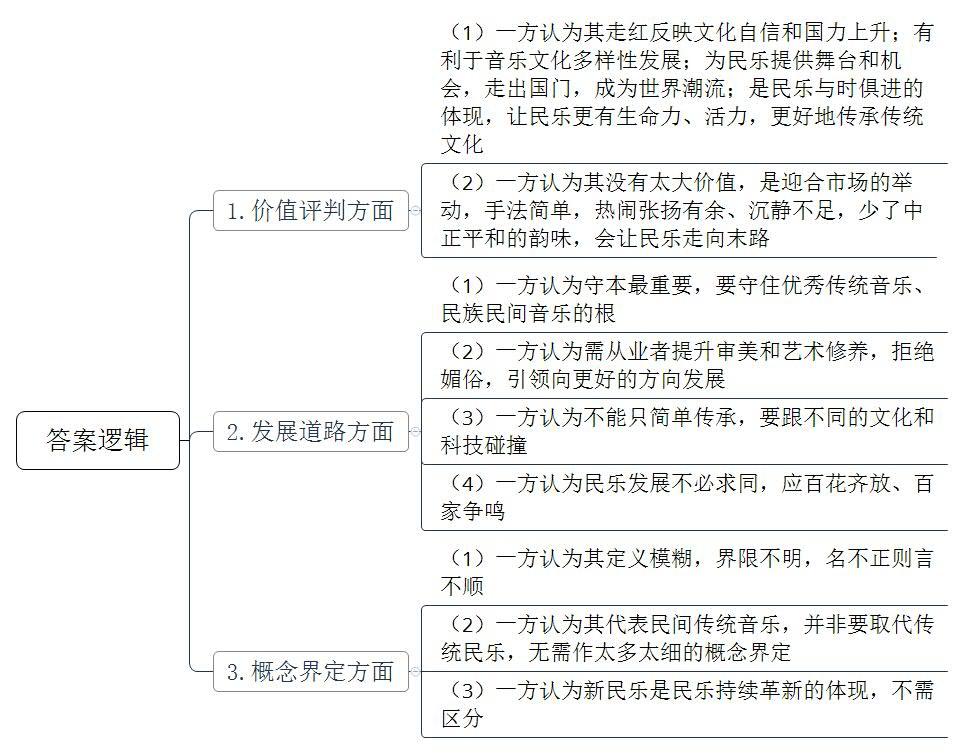 答案逻辑
1.价值评判方面
（1）一方认为其走红反映文化自信和国力上升；有
利于音乐文化多样性发展；为民乐提供舞台和机
会，走出国门，成为世界潮流；是民乐与时俱进的
体现，让民乐更有生命力、活力，更好地传承传统
文化
（2）一方认为其没有太大价值，是迎合市场的举
动，手法简单，热闹张扬有余、沉静不足，少了中
正平和的韵味，会让民乐走向末路
2.发展道路方面
（1）一方认为守本最重要，要守住优秀传统音乐、
民族民间音乐的根
（2）一方认为需从业者提升审美和艺术修养，拒绝
媚俗，引领向更好的方向发展
（3）一方认为不能只简单传承，要跟不同的文化和
科技碰撞
（4）一方认为民乐发展不必求同，应百花齐放、百
家争鸣
3.概念界定方面
（1）一方认为其定义模糊，界限不明，名不正则言
不顺
（2）一方认为其代表民间传统音乐，并非要取代传
统民乐，无需作太多太细的概念界定
（3）一方认为新民乐是民乐持续革新的体现，不需
区分